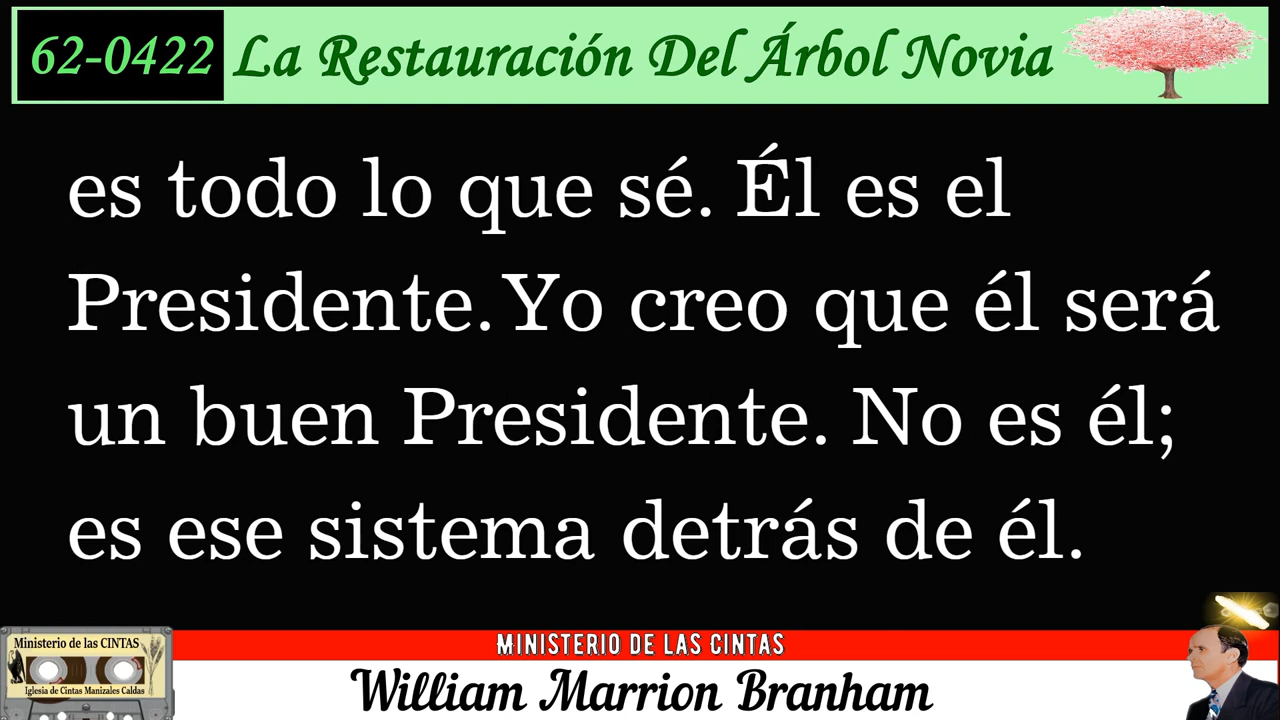 62-0422 La Restauración Del Árbol Novia
es todo lo que sé. Él es el
Presidente. Yo creo que él será
un buen Presidente. No es él;
es ese sistema detrás de él.
Ministerio de las CINTAS
Iglesia de Cintas Manizales Caldas
MINISTERIO DE LAS CINTAS
William Marrion Branham